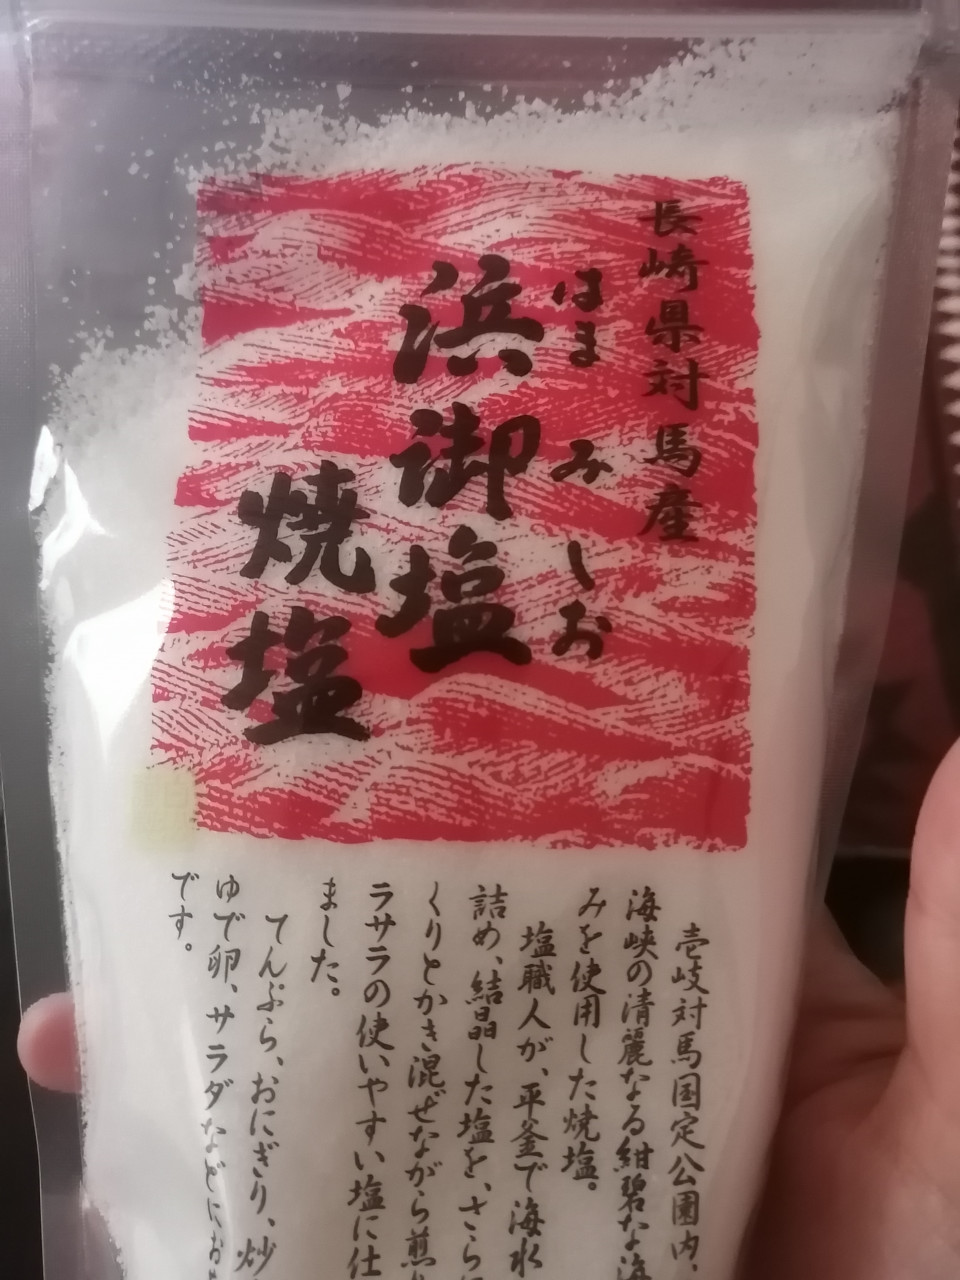 長崎県対馬産
はまみしお
浜御塩
焼塩
壱岐対馬国定公園内、
海峡の清麗なる紺碧な海
みを使用した焼塩。
塩職人が、平釜で海水
詰め、結晶した塩を、さらに
くりとかき混ぜながら煎り
ラサラの使いやすい塩に仕
ました。
てんぷら、おにぎり、炒
ゆで卵、サラダなどにお
です。